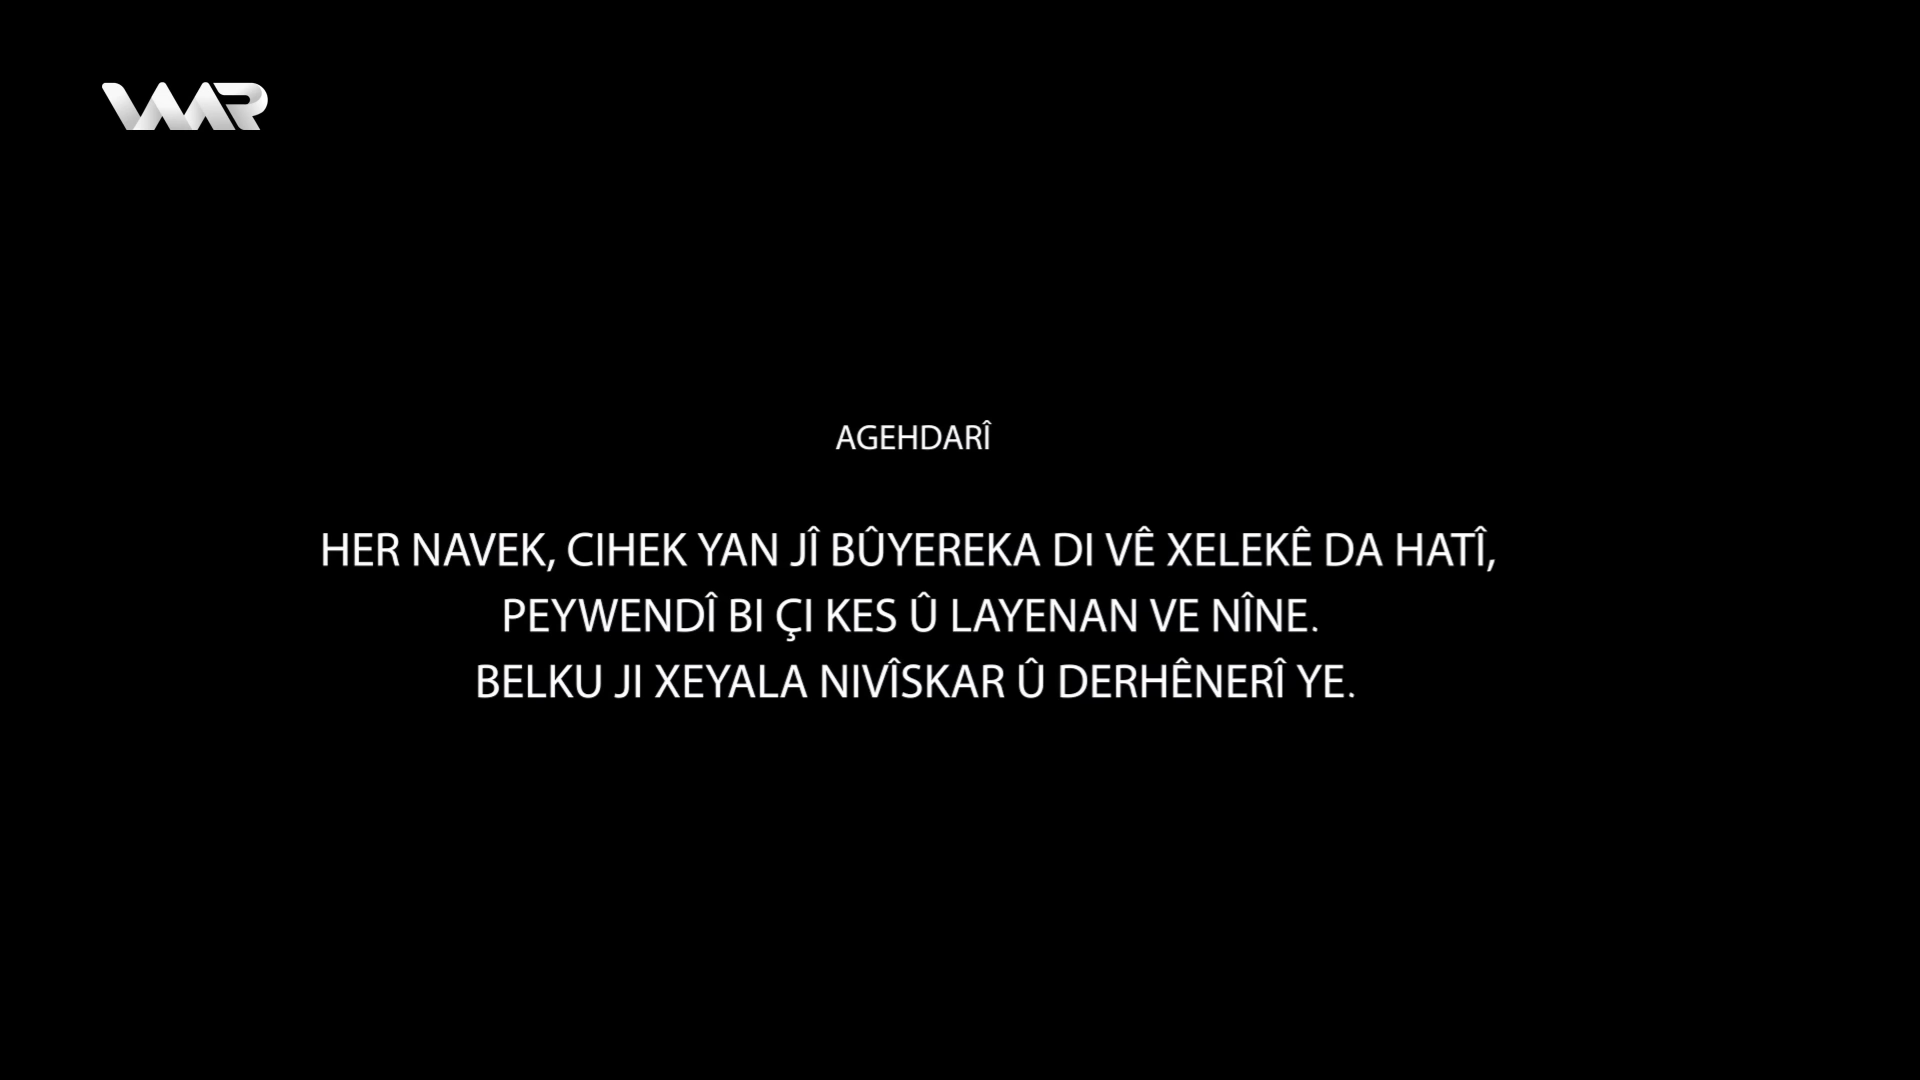 WAAR
AGEHDARÎ
HER NAVEK, CIHEK YAN JÎ BÛYEREKA DI VÊ XELEKÊ DA HATÎ,
PEYWENDÎ BI ÇI KES Û LAYENAN VE NÎNE.
BELKU JI XEYALA NIVÎSKAR Û DERHÊNERÎ YE.